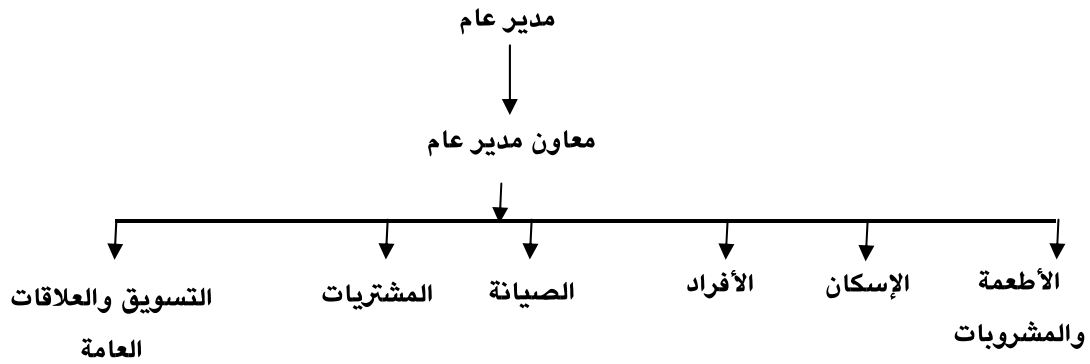 مدير عام
معاون مدير عام
الأطعمة
والمشروبات
الإسكان
الأفراد
الصيانة
المشتريات
التسويق والعلاقات
العامة